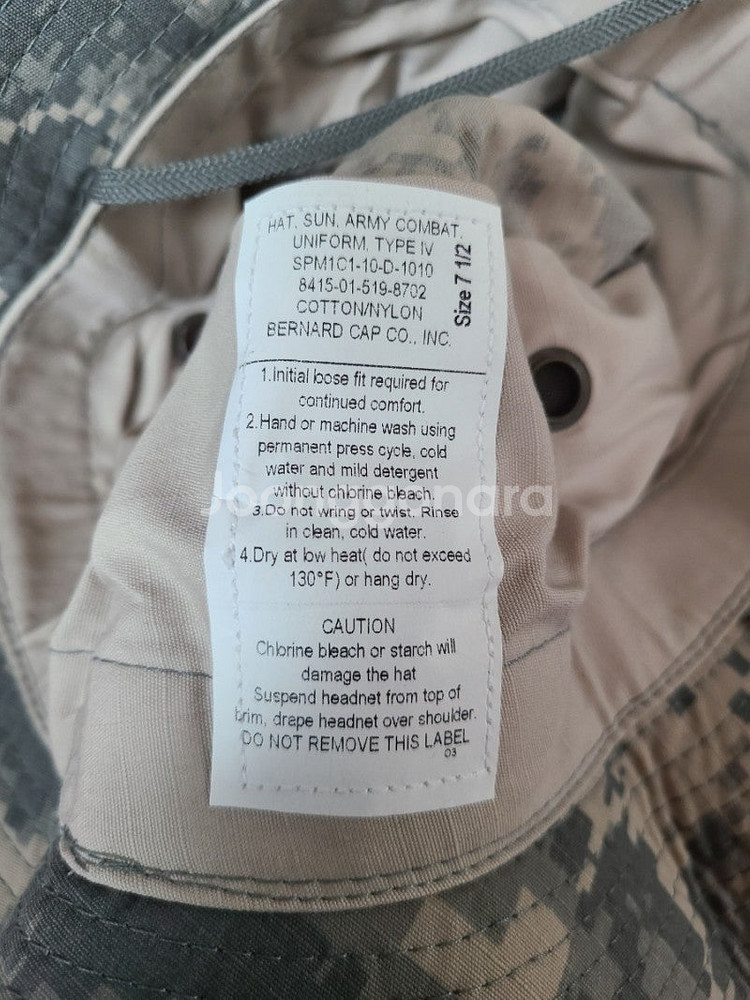 HAT, SUN, ARMY COMBAT,
UNIFORM, TYPE IV
SPM1C1-10-D-1010
8415-01-519-8702
COTTON/NYLON
BERNARD CAP CO., INC.
Size 7 1/2
1.Initial loose fit required for
continued comfort.
2.Hand or machine wash using
permanent press cycle, cold
water and mild detergent
without chlorine bleach.
3.Do not wring or twist. Rinse
in clean, cold water.
4.Dry at low heat( do not exceed
130°F) or hang dry.
CAUTION
Chlorine bleach or starch will
damage the hat
Suspend headnet from top of
brim, drape headnet over shoulder.
DO NOT REMOVE THIS LABEL
03